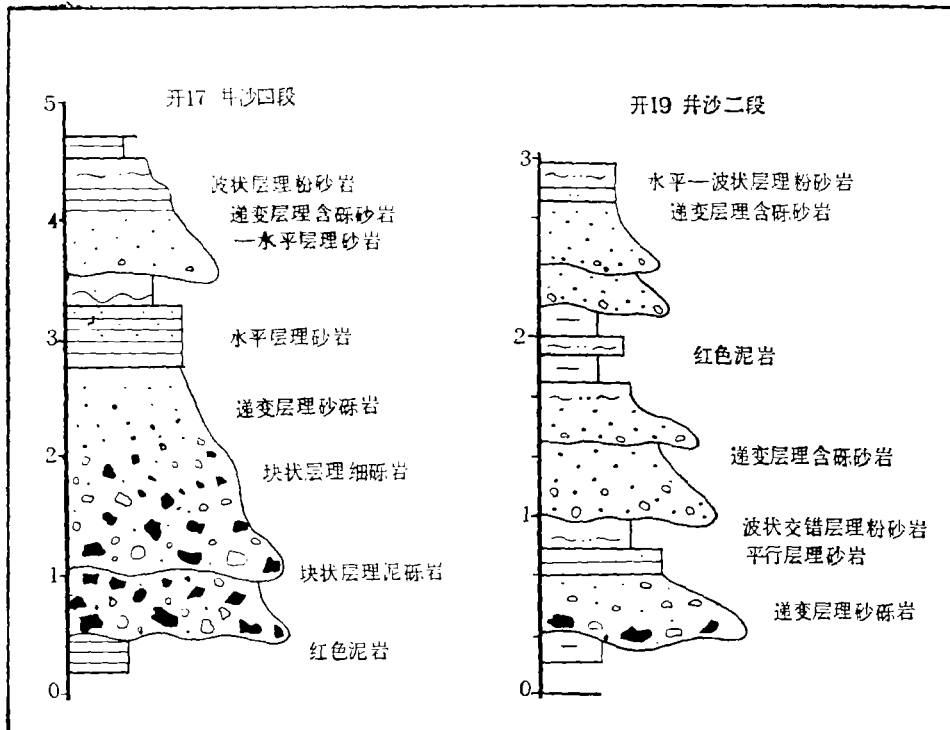 开17 井沙四段
5
波状层理粉砂岩
递变层理含砾砂岩
4
—水平层理砂岩
3
水平层理砂岩
递变层理砂砾岩
2
块状层理细砾岩
块状层理泥砾岩
1
红色泥岩
0
开19 井沙二段
3
水平—波状层理粉砂岩
递变层理含砾砂岩
2
红色泥岩
递变层理含砾砂岩
1
波状交错层理粉砂岩
平行层理砂岩
递变层理砂砾岩
0